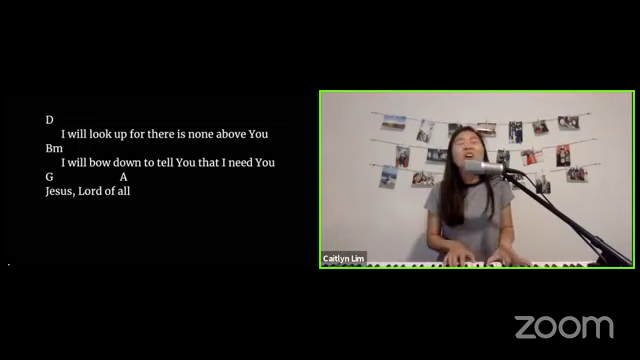 D
I will look up for there is none above You
Bm
I will bow down to tell You that I need You
G A
Jesus, Lord of all
Caitlyn Lim
zoom